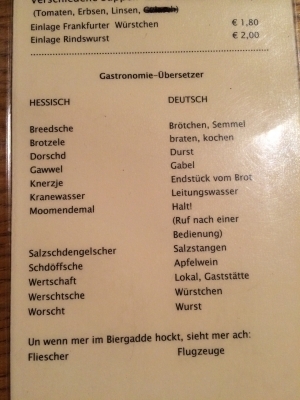 Verschiedene Suppen
(Tomaten, Erbsen, Linsen,
Einlage Frankfurter Würstchen € 1,80
Einlage Rindswurst € 2,00
Gastronomie-Übersetzer
HESSISCH DEUTSCH
Breedsche Brötchen, Semmel
Brotzele braten, kochen
Dorschd Durst
Gawwel Gabel
Knerzje Endstück vom Brot
Kranewasser Leitungswasser
Moomendemal Halt!
(Ruf nach einer
Bedienung)
Salzschdengelscher Salzstangen
Schdöffsche Apfelwein
Wertschaft Lokal, Gaststätte
Werschtsche Würstchen
Worscht Wurst
Un wenn mer im Biergadde hockt, sieht mer ach:
Fliescher Flugzeuge